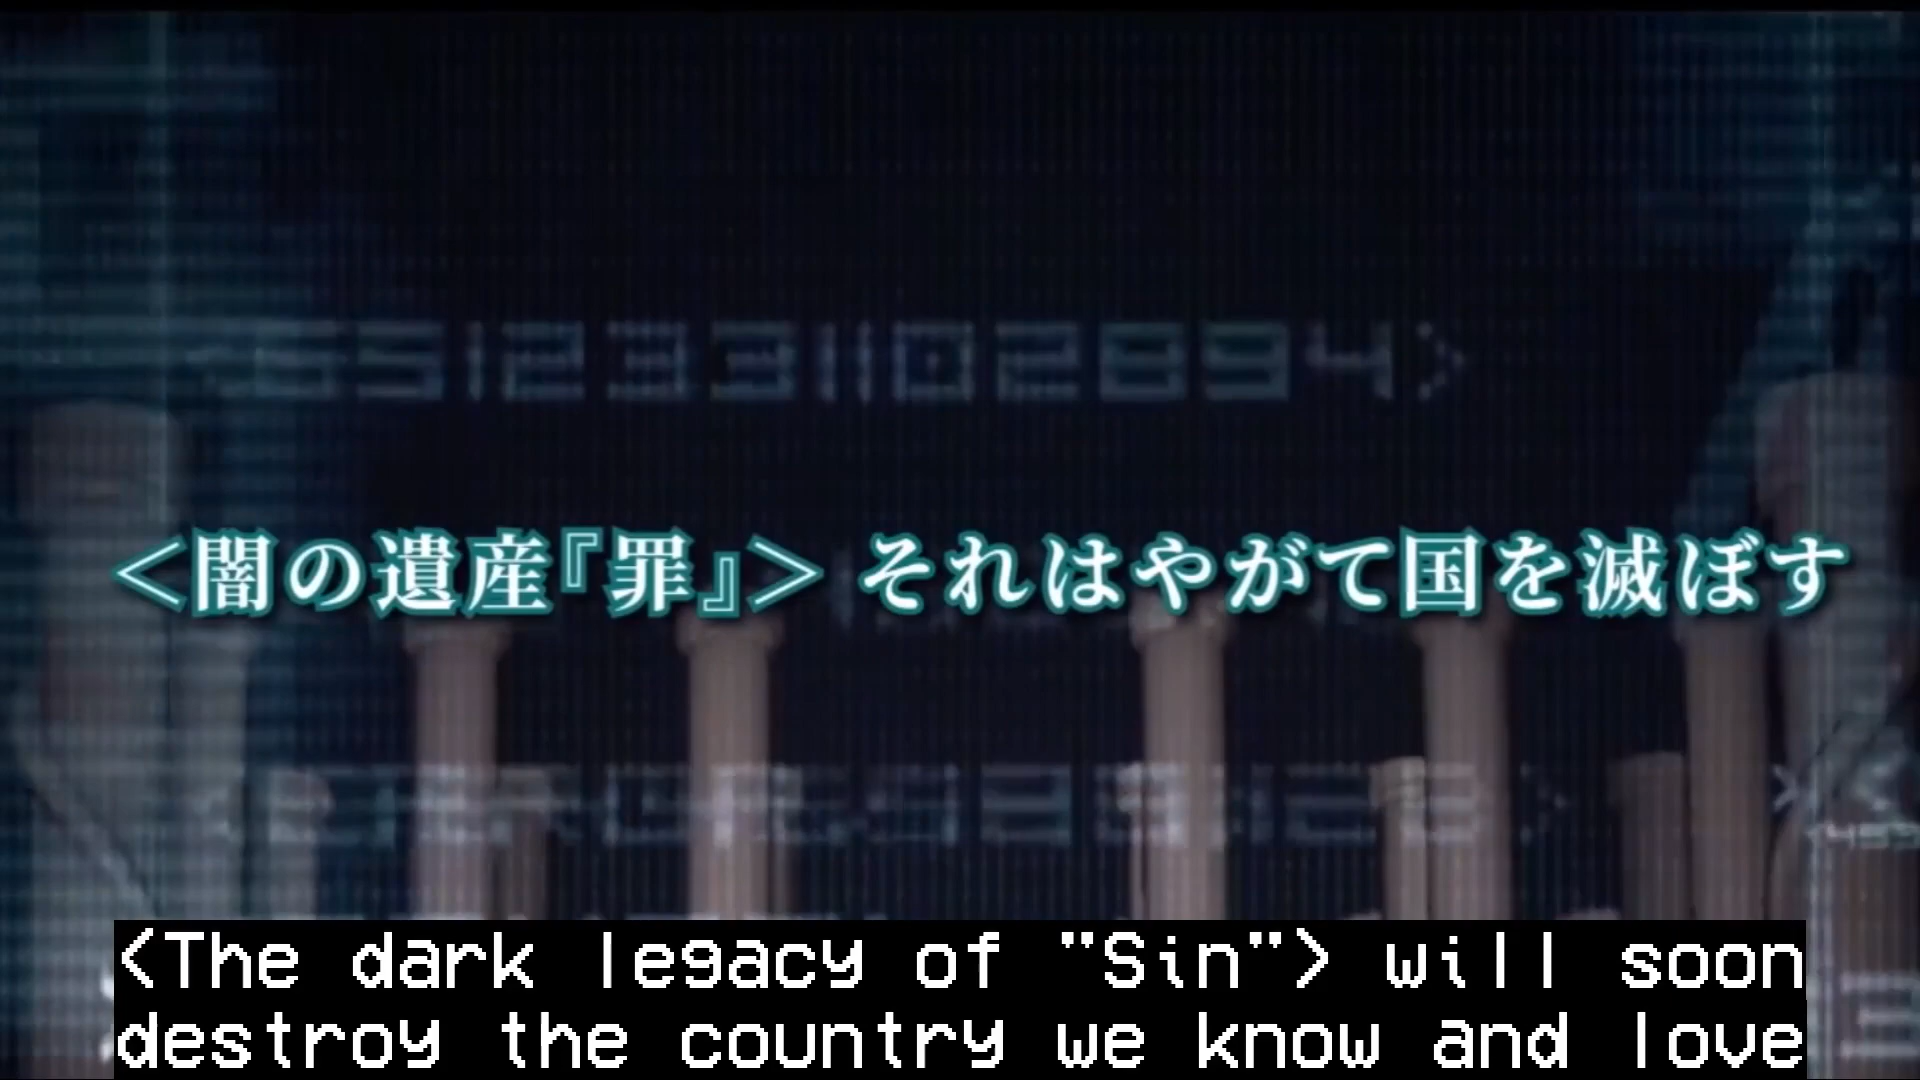 5512331102894>
<闇の遺産『罪』> それはやがて国を滅ぼす
<The dark legacy of "Sin"> will soon
destroy the country we know and love